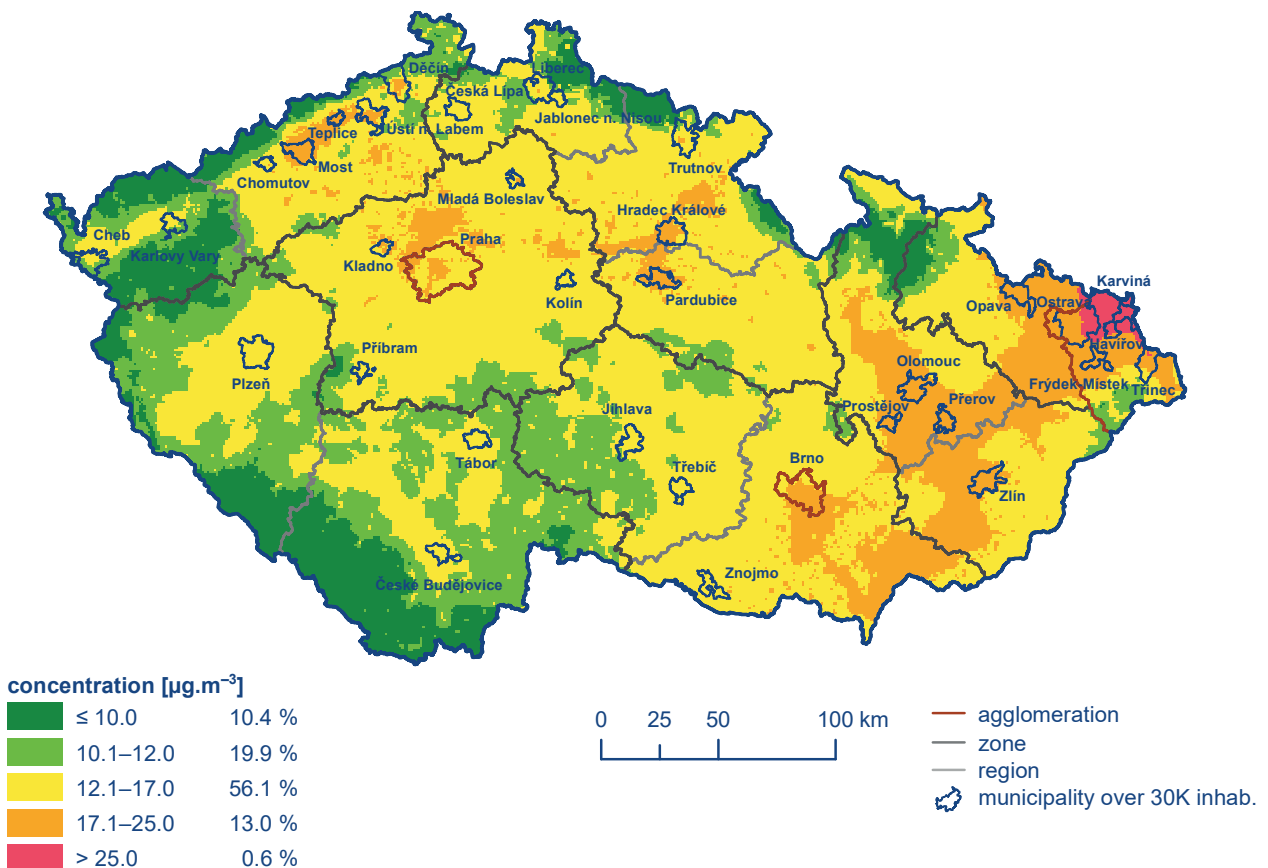 Děčín
Liberec
Česká Lípa
Jablonec n. Nisou
Teplice
Ústí n. Labem
Most
Trutnov
Chomutov
Mladá Boleslav
Hradec Králové
Cheb
Karlovy Vary
Praha
Kladno
Kolín
Pardubice
Karviná
Opava
Ostrava
Havířov
Příbram
Plzeň
Olomouc
Frýdek Místek
Třinec
Prostějov
Přerov
Jihlava
Tábor
Třebíč
Brno
Zlín
České Budějovice
Znojmo
concentration [µg.m⁻³]
≤ 10.0 10.4 %
10.1–12.0 19.9 %
12.1–17.0 56.1 %
17.1–25.0 13.0 %
> 25.0 0.6 %
0 25 50 100 km
agglomeration
zone
region
municipality over 30K inhab.